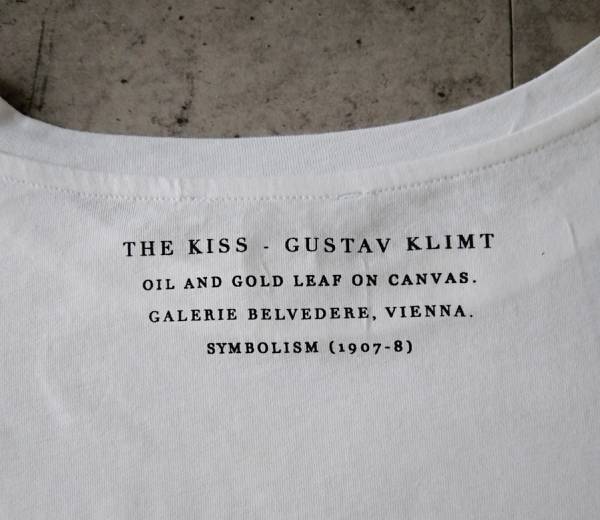 THE KISS - GUSTAV KLIMT
OIL AND GOLD LEAF ON CANVAS.
GALERIE BELVEDERE, VIENNA.
SYMBOLISM (1907-8)